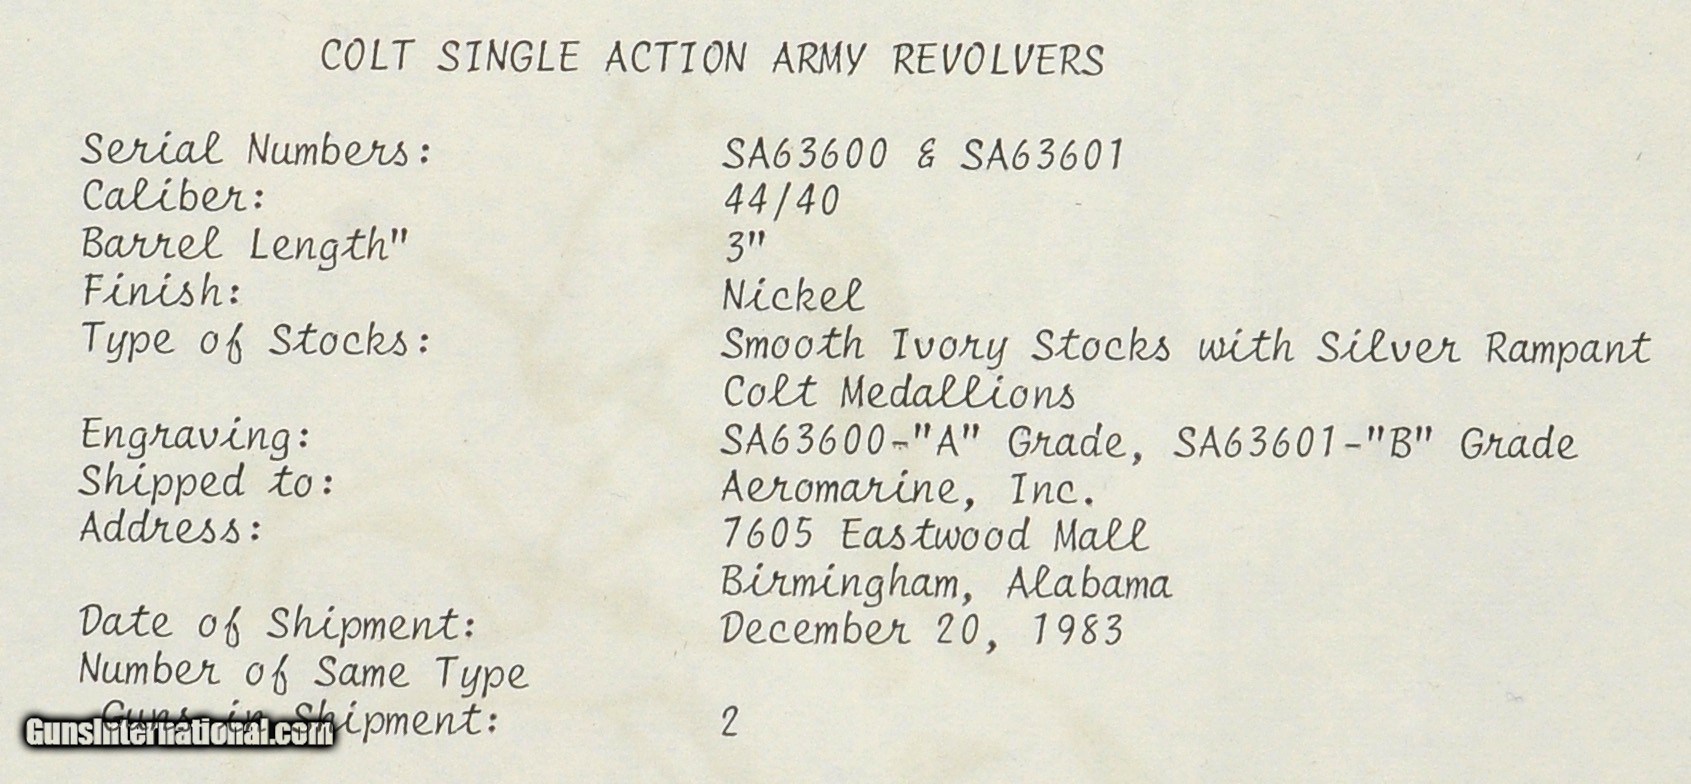 COLT SINGLE ACTION ARMY REVOLVERS
Serial Numbers: SA63600 & SA63601
Caliber: 44/40
Barrel Length" 3"
Finish: Nickel
Type of Stocks: Smooth Ivory Stocks with Silver Rampant
Colt Medallions
Engraving: SA63600-"A" Grade, SA63601-"B" Grade
Shipped to: Aeromarine, Inc.
Address: 7605 Eastwood Mall
Birmingham, Alabama
Date of Shipment: December 20, 1983
Number of Same Type
Guns in Shipment: 2
GunsInternational.com